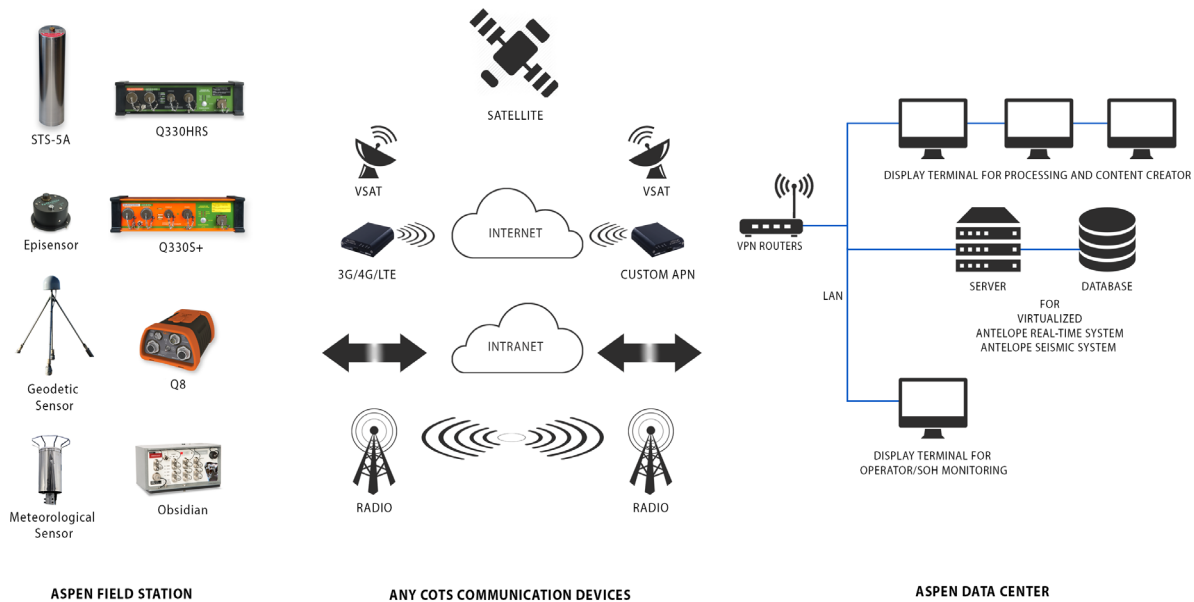 STS-5A
Q330HRS
Episensor
Q330S+
Geodetic
Sensor
Q8
Meteorological
Sensor
Obsidian
ASPEN FIELD STATION
SATELLITE
VSAT
VSAT
3G/4G/LTE
INTERNET
CUSTOM APN
INTRANET
RADIO
RADIO
ANY COTS COMMUNICATION DEVICES
DISPLAY TERMINAL FOR PROCESSING AND CONTENT CREATOR
VPN ROUTERS
LAN
SERVER
DATABASE
FOR
VIRTUALIZED
ANTELOPE REAL-TIME SYSTEM
ANTELOPE SEISMIC SYSTEM
DISPLAY TERMINAL FOR
OPERATOR/SOH MONITORING
ASPEN DATA CENTER